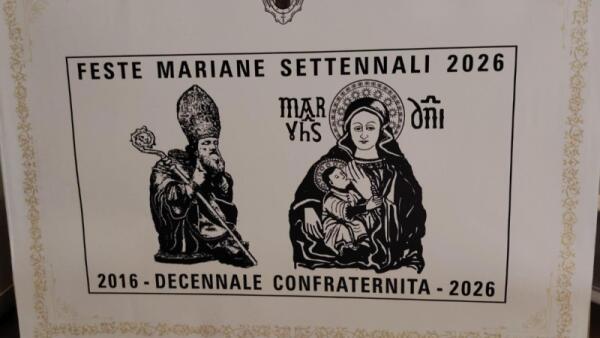 FESTE MARIANE SETTENNALI 2026
MAR DÑI
YHS
2016 - DECENNALE CONFRATERNITA - 2026